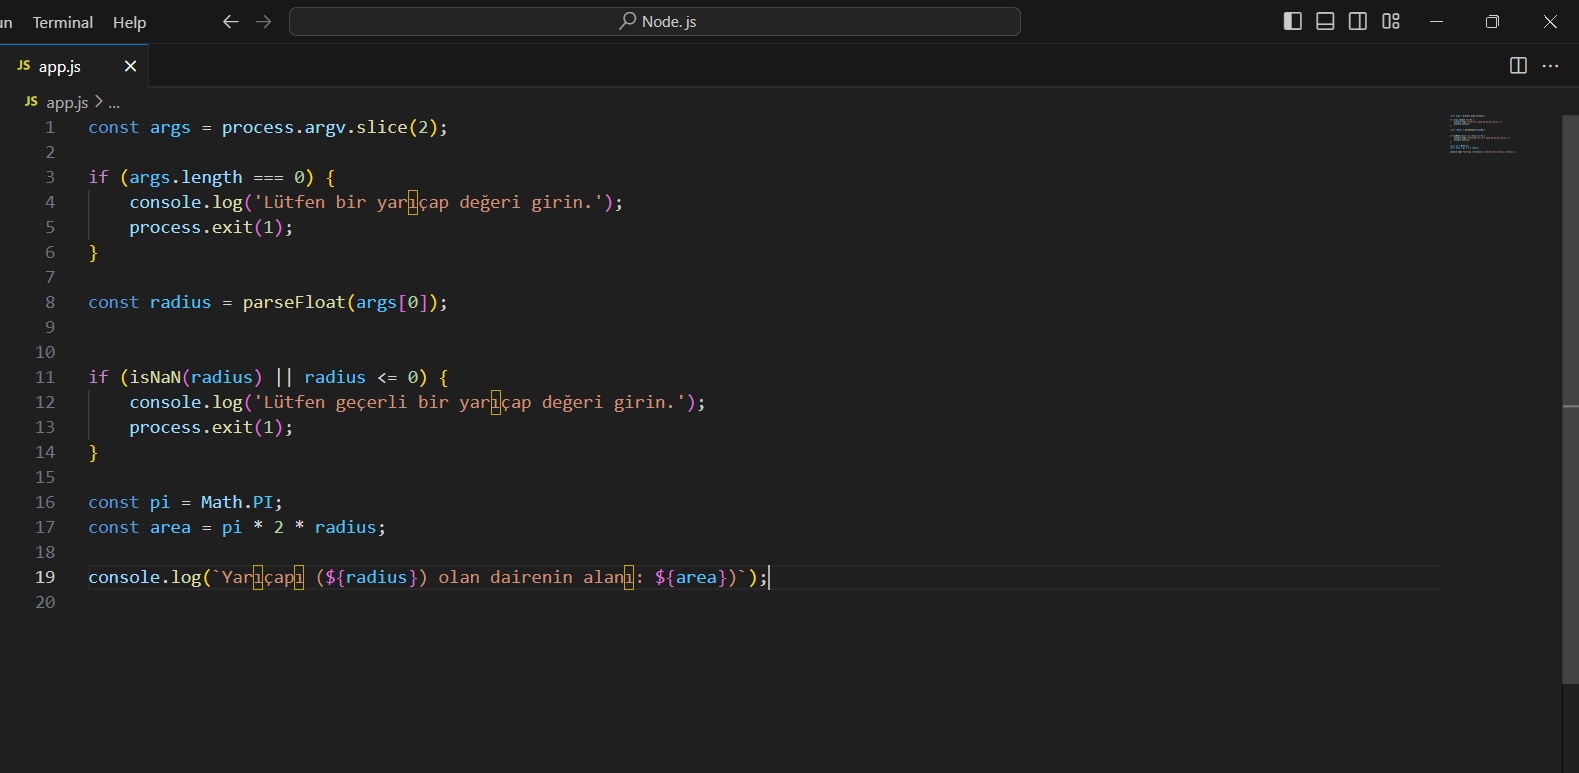 Terminal Help Node. js
JS app.js
JS app.js > ...
1 const args = process.argv.slice(2);
2
3 if (args.length === 0) {
4 console.log('Lütfen bir yarıçap değeri girin.');
5 process.exit(1);
6 }
7
8 const radius = parseFloat(args[0]);
9
10
11 if (isNaN(radius) || radius <= 0) {
12 console.log('Lütfen geçerli bir yarıçap değeri girin.');
13 process.exit(1);
14 }
15
16 const pi = Math.PI;
17 const area = pi * 2 * radius;
18
19 console.log(`Yarıçapı (${radius}) olan dairenin alanı: ${area})`);
20